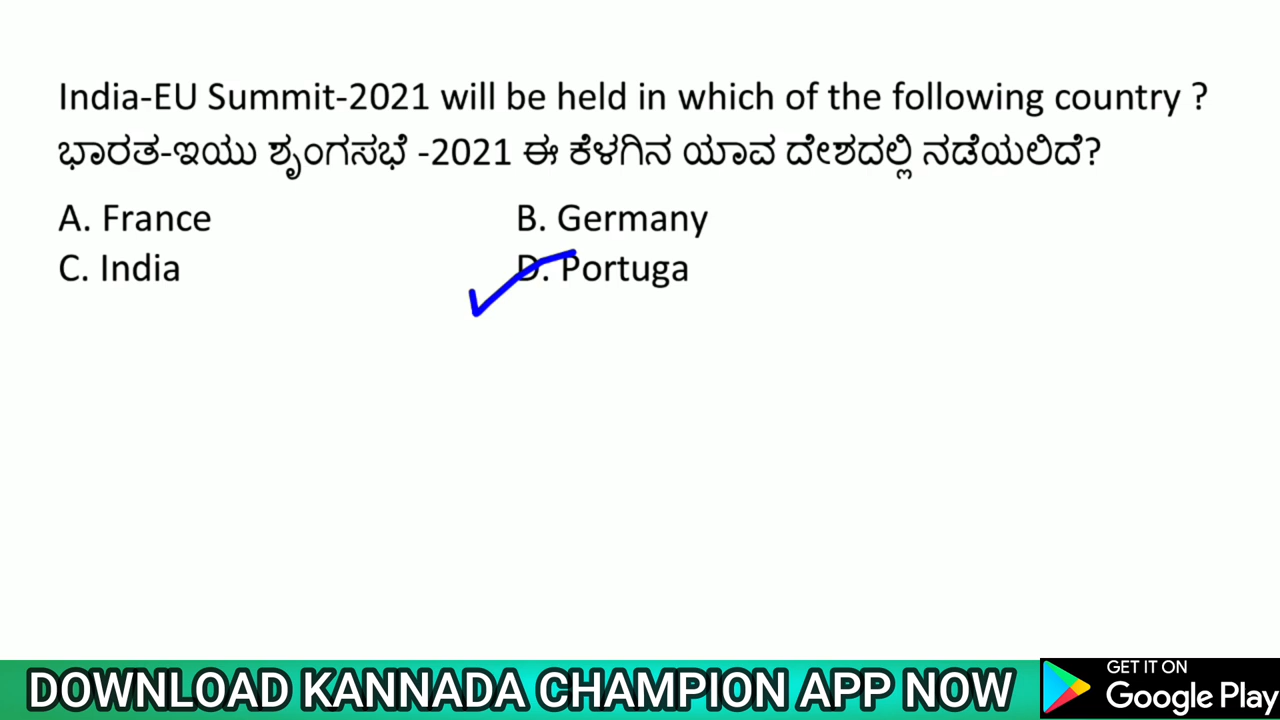 India-EU Summit-2021 will be held in which of the following country ?
ಭಾರತ-ಇಯು ಶೃಂಗಸಭೆ -2021 ಈ ಕೆಳಗಿನ ಯಾವ ದೇಶದಲ್ಲಿ ನಡೆಯಲಿದೆ?
A. France B. Germany
C. India D. Portuga
DOWNLOAD KANNADA CHAMPION APP NOW
GET IT ON
Google Play